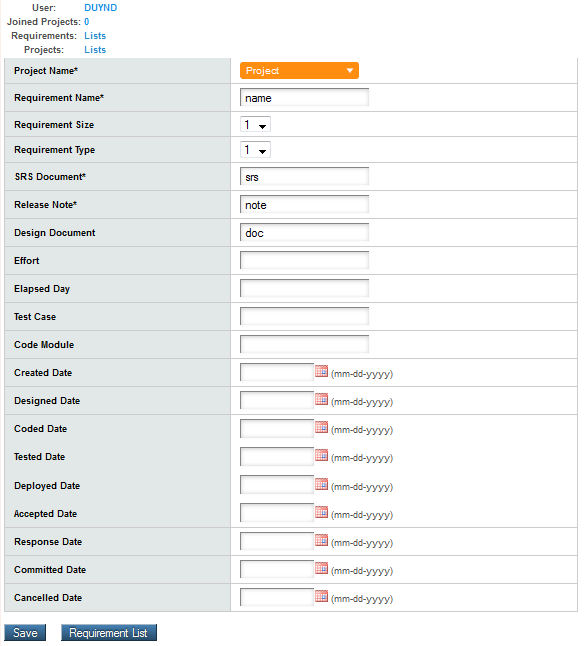 User: DUYND
Joined Projects: 0
Requirements: Lists
Projects: Lists
Project Name* Project
Requirement Name* name
Requirement Size 1
Requirement Type 1
SRS Document* srs
Release Note* note
Design Document doc
Effort
Elapsed Day
Test Case
Code Module
Created Date (mm-dd-yyyy)
Designed Date (mm-dd-yyyy)
Coded Date (mm-dd-yyyy)
Tested Date (mm-dd-yyyy)
Deployed Date (mm-dd-yyyy)
Accepted Date (mm-dd-yyyy)
Response Date (mm-dd-yyyy)
Committed Date (mm-dd-yyyy)
Cancelled Date (mm-dd-yyyy)
Save Requirement List